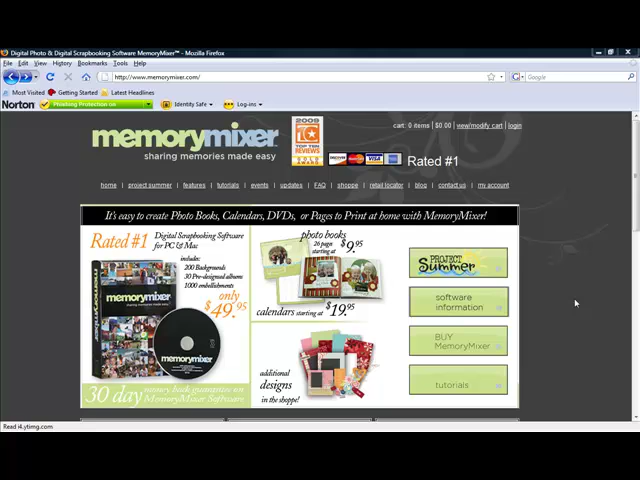 Digital Photo & Digital Scrapbooking Software MemoryMixer™ - Mozilla Firefox
File Edit View History Bookmarks Tools Help
http://www.memorymixer.com/
Google
Most Visited Getting Started Latest Headlines
Norton Phishing Protection on Identity Safe Log-ins
cart: 0 items | $0.00 | view/modify cart | login
memorymixer
sharing memories made easy
2009
TOP TEN
REVIEWS
GOLD
AWARD
DISCOVER VISA
Rated #1
home | project summer | features | tutorials | events | updates | FAQ | shoppe | retail locator | blog | contact us | my account
It's easy to create Photo Books, Calendars, DVDs, or Pages to Print at home with MemoryMixer!
Rated #1 Digital Scrapbooking Software
for PC & Mac
includes:
200 Backgrounds
30 Pre-designed albums
1000 embellishments
only
$49.95
memorymixer
memorymixer
memorymixer
30 day money back guarantee on
MemoryMixer Software
photo books
26 pages
starting at
$9.95
calendars starting at $19.95
additional
designs
in the shoppe!
PROJECT
Summer
software
information
BUY
MemoryMixer
tutorials
Read i4.ytimg.com